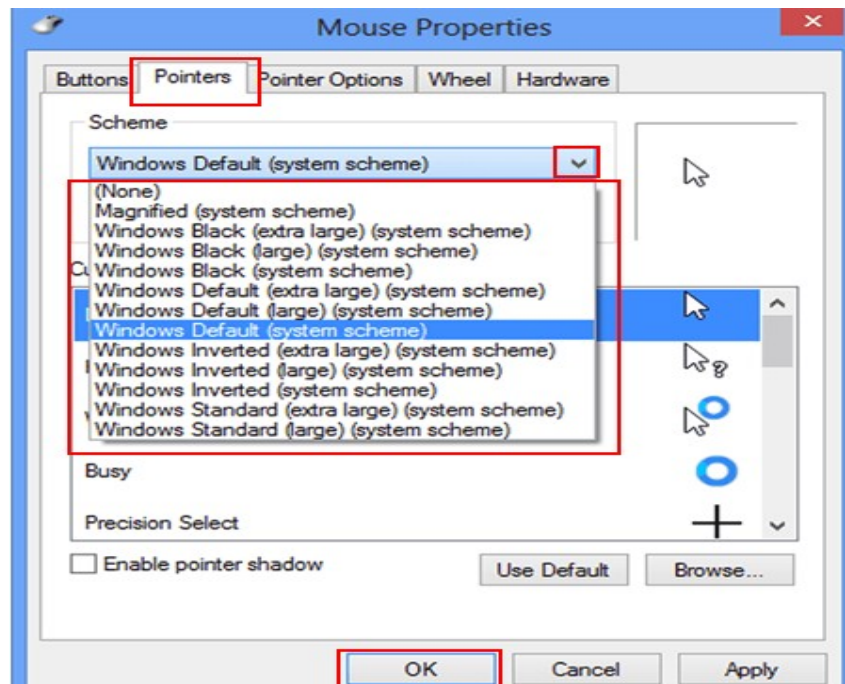 Mouse Properties
Buttons Pointers Pointer Options Wheel Hardware
Scheme
Windows Default (system scheme)
(None)
Magnified (system scheme)
Windows Black (extra large) (system scheme)
Windows Black (large) (system scheme)
Windows Black (system scheme)
Windows Default (extra large) (system scheme)
Windows Default (large) (system scheme)
Windows Default (system scheme)
Windows Inverted (extra large) (system scheme)
Windows Inverted (large) (system scheme)
Windows Inverted (system scheme)
Windows Standard (extra large) (system scheme)
Windows Standard (large) (system scheme)
Busy
Precision Select
Enable pointer shadow
Use Default
Browse...
OK Cancel Apply